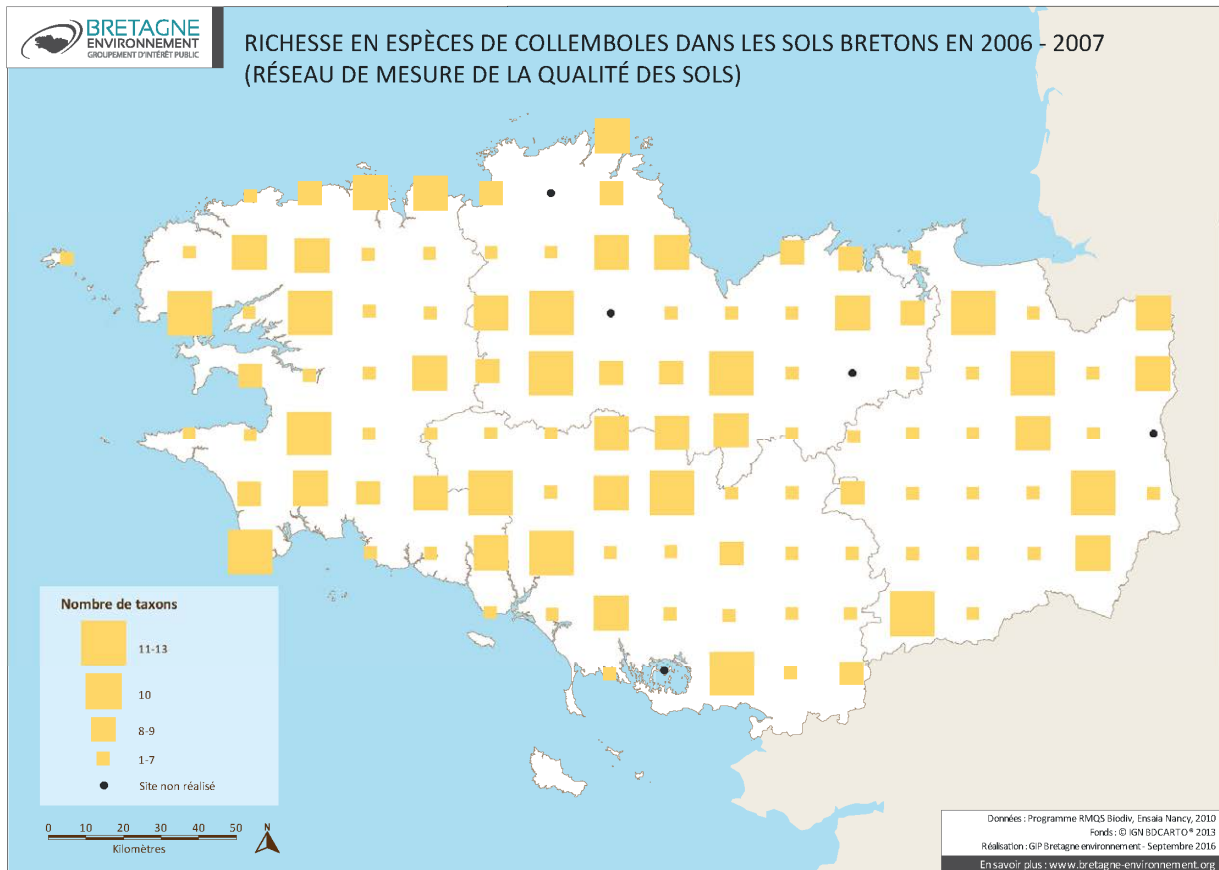 BRETAGNE
ENVIRONNEMENT
GROUPEMENT D'INTÉRÊT PUBLIC
RICHESSE EN ESPÈCES DE COLLEMBOLES DANS LES SOLS BRETONS EN 2006 - 2007
(RÉSEAU DE MESURE DE LA QUALITÉ DES SOLS)
Nombre de taxons
11-13
10
8-9
1-7
Site non réalisé
0 10 20 30 40 50
Kilomètres
N
Données : Programme RMQS Biodiv, Ensaia Nancy, 2010
Fonds : © IGN BDCARTO® 2013
Réalisation : GIP Bretagne environnement - Septembre 2016
En savoir plus : www.bretagne-environnement.org